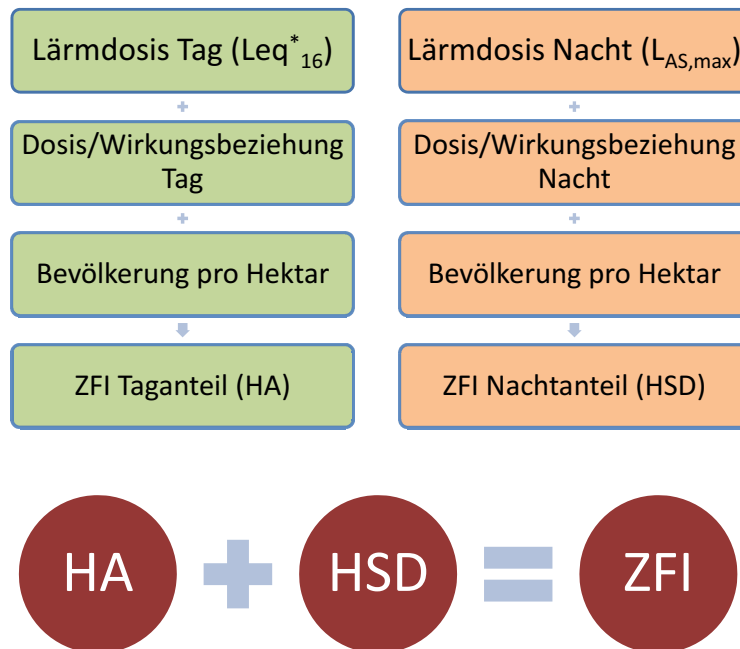 Lärmdosis Tag (Leq*16)
+
Dosis/Wirkungsbeziehung
Tag
+
Bevölkerung pro Hektar
ZFI Taganteil (HA)
Lärmdosis Nacht (LAS,max)
+
Dosis/Wirkungsbeziehung
Nacht
+
Bevölkerung pro Hektar
ZFI Nachtanteil (HSD)
HA + HSD = ZFI